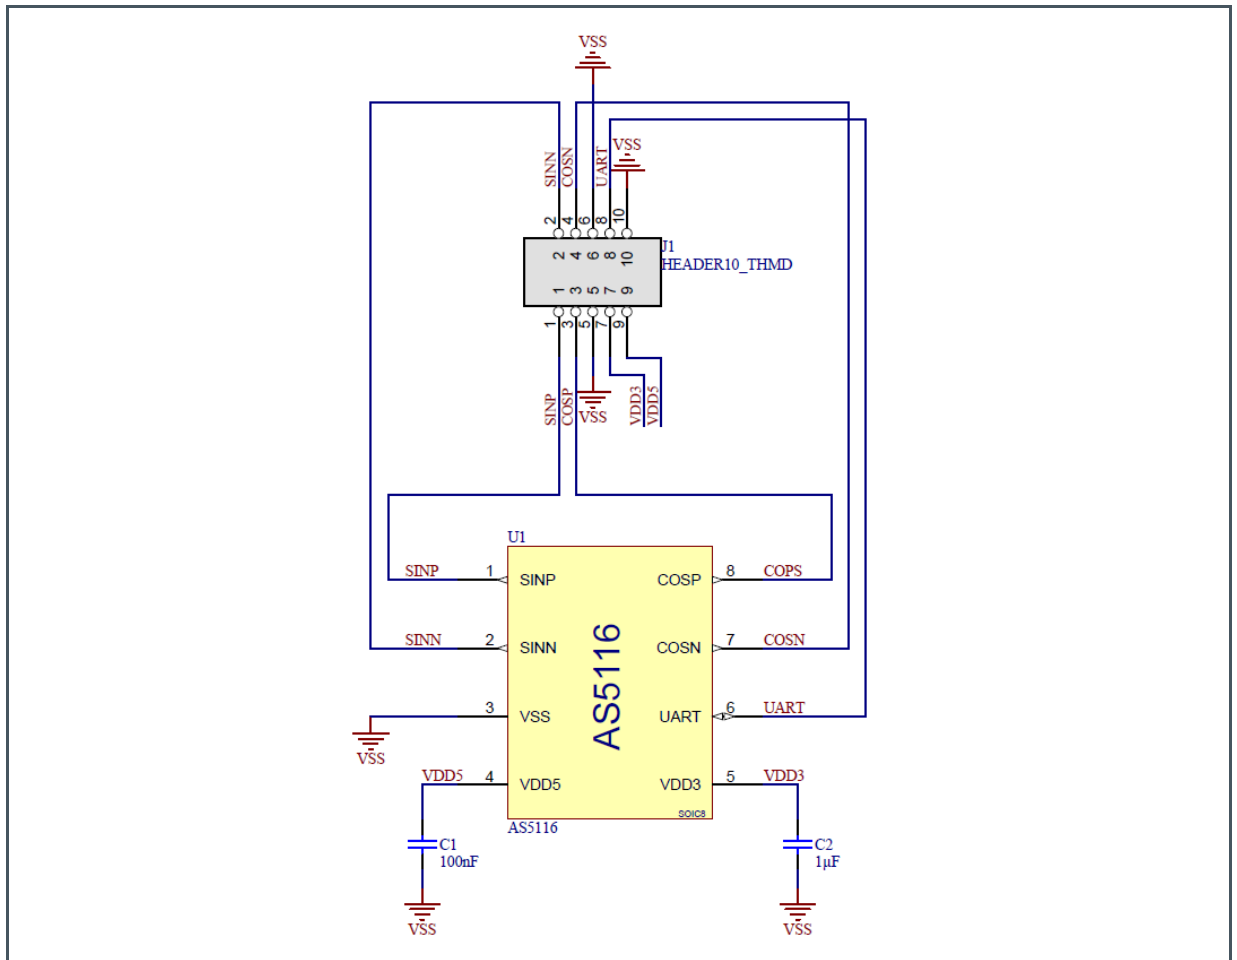 VSS
SINN
COSN
UART
VSS
2
4
6
8
10
J1
HEADER10_THMD
2
4
6
8
10
1
3
5
7
9
1
3
5
7
9
SINP
COSP
VSS
VDD3
VDD5
U1
SINP
1
SINP
COSP
8
COPS
SINN
2
SINN
COSN
7
COSN
AS5116
3
VSS
UART
6
UART
VSS
VDD5
4
VDD5
VDD3
5
VDD3
SOIC8
AS5116
C1
100nF
C2
1µF
VSS
VSS